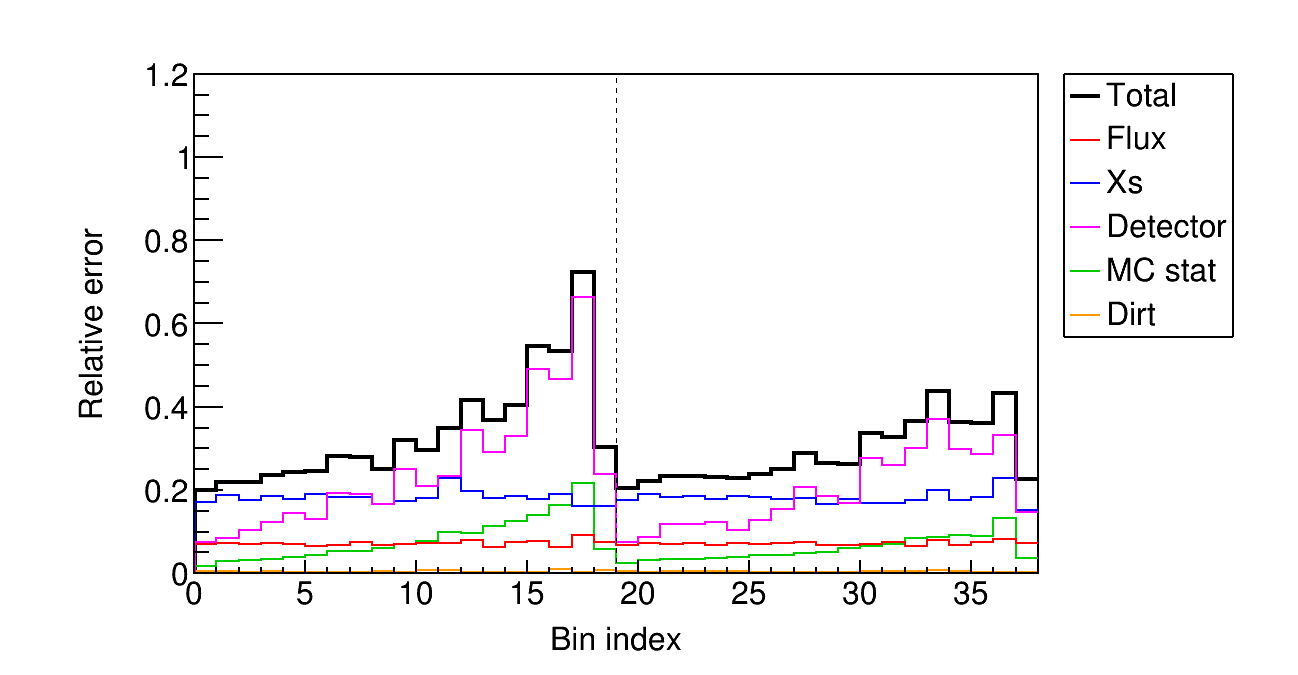 1.2
1
0.8
0.6
0.4
0.2
0
Relative error
0 5 10 15 20 25 30 35
Bin index
Total
Flux
Xs
Detector
MC stat
Dirt